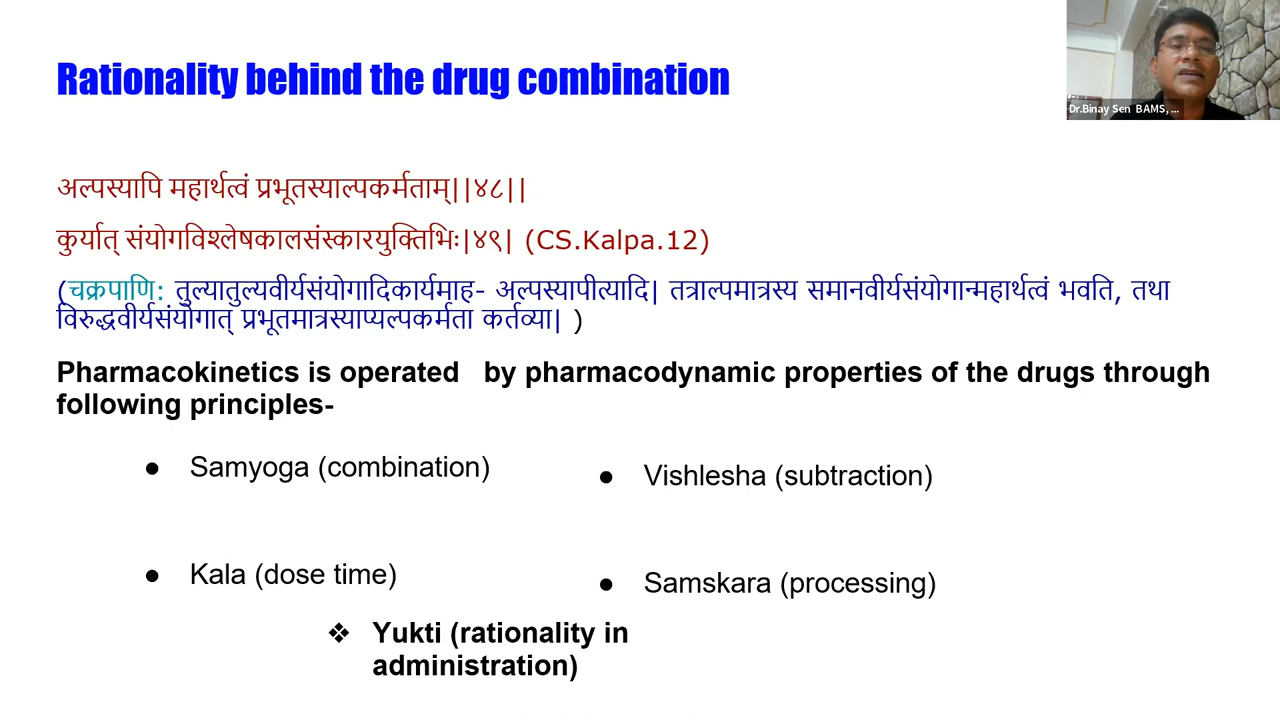 Rationality behind the drug combination
Dr.Binay Sen BAMS, ...
अल्पस्यापि महार्थत्वं प्रभूतस्याल्पकर्मताम्||४८||
कुर्यात् संयोगविश्लेषकालसंस्कारयुक्तिभिः|४९| (CS.Kalpa.12)
(चक्रपाणि: तुल्यातुल्यवीर्यसंयोगादिकार्यमाह- अल्पस्यापीत्यादि| तत्राल्पमात्रस्य समानवीर्यसंयोगान्महार्थत्वं भवति, तथा
विरुद्धवीर्यसंयोगात् प्रभूतमात्रस्याप्यल्पकर्मता कर्तव्या| )
Pharmacokinetics is operated by pharmacodynamic properties of the drugs through
following principles-
● Samyoga (combination)
● Vishlesha (subtraction)
● Kala (dose time)
● Samskara (processing)
❖ Yukti (rationality in
administration)